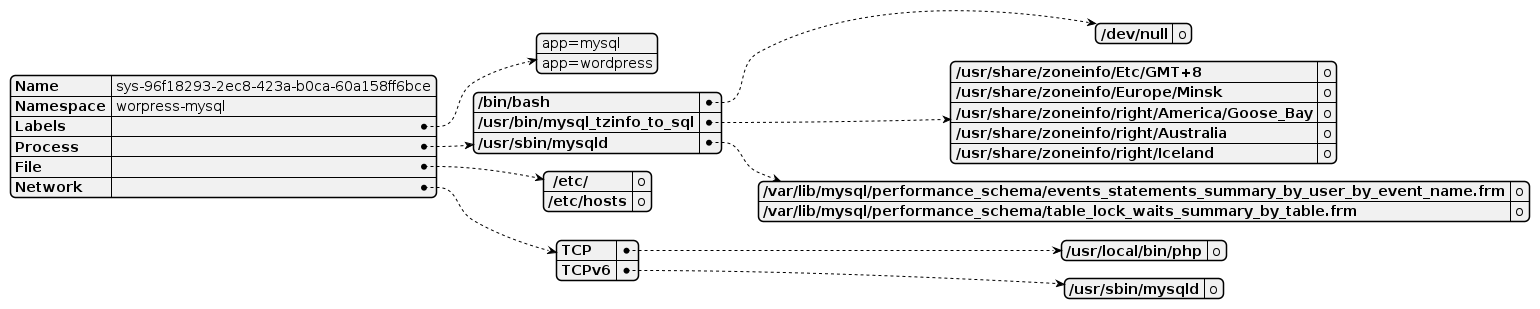 Name sys-96f18293-2ec8-423a-b0ca-60a158ff6bce
Namespace worpress-mysql
Labels
Process
File
Network
app=mysql
app=wordpress
/bin/bash
/usr/bin/mysql_tzinfo_to_sql
/usr/sbin/mysqld
/dev/null o
/usr/share/zoneinfo/Etc/GMT+8 o
/usr/share/zoneinfo/Europe/Minsk o
/usr/share/zoneinfo/right/America/Goose_Bay o
/usr/share/zoneinfo/right/Australia o
/usr/share/zoneinfo/right/Iceland o
/var/lib/mysql/performance_schema/events_statements_summary_by_user_by_event_name.frm o
/var/lib/mysql/performance_schema/table_lock_waits_summary_by_table.frm o
/etc/ o
/etc/hosts o
TCP
TCPv6
/usr/local/bin/php o
/usr/sbin/mysqld o